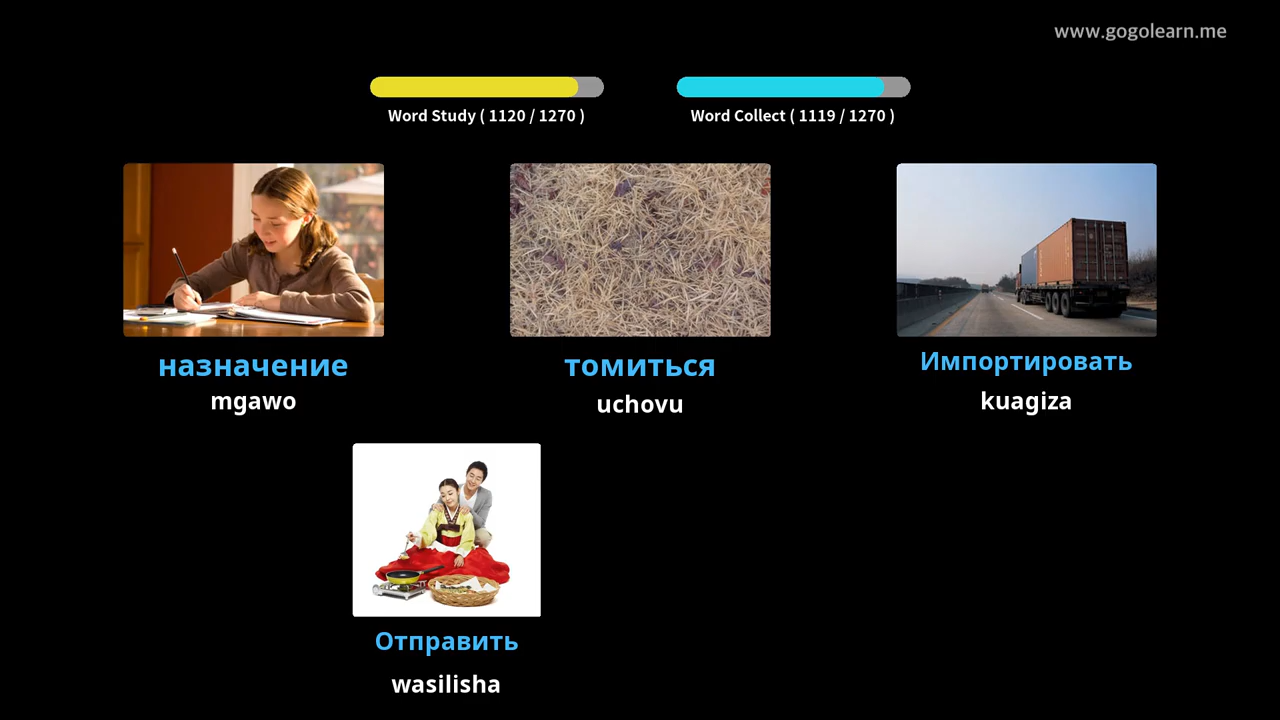 www.gogolearn.me
Word Study ( 1120 / 1270 )
Word Collect ( 1119 / 1270 )
назначение
mgawo
томиться
uchovu
Импортировать
kuagiza
Отправить
wasilisha